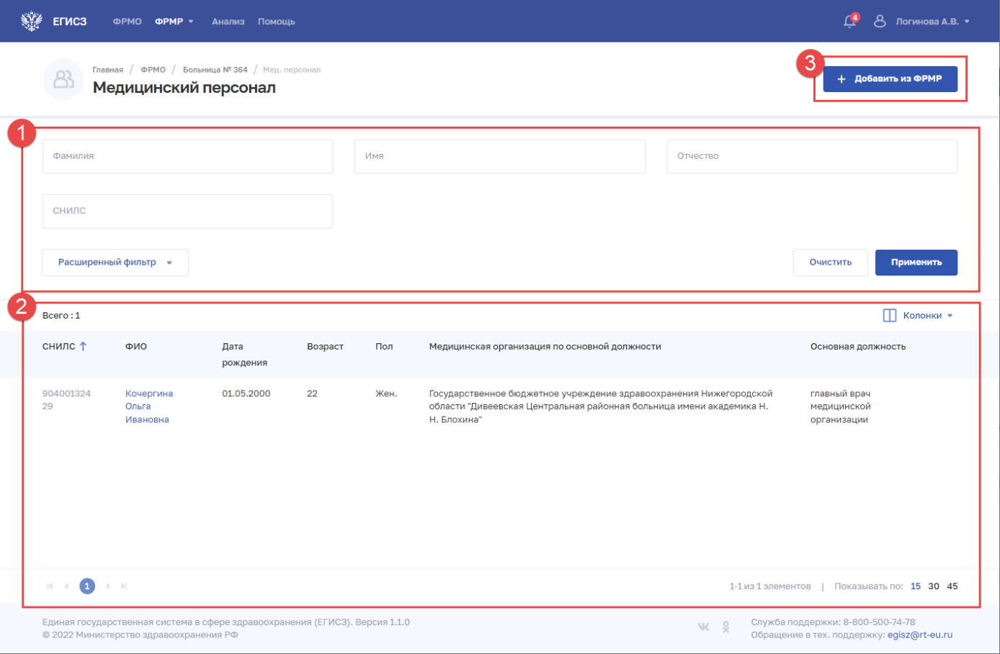 ЕГИСЗ ФРМО ФРМР Анализ Помощь 4 Логинова А.В.
3
Главная / ФРМО / Больница № 364 / Мед. персонал
Медицинский персонал
+ Добавить из ФРМР
1
Фамилия Имя Отчество
СНИЛС
Расширенный фильтр Очистить Применить
2
Всего : 1 Колонки
СНИЛС ↑ ФИО Дата рождения Возраст Пол Медицинская организация по основной должности Основная должность
904001324 Кочергина 01.05.2000 22 Жен. Государственное бюджетное учреждение здравоохранения Нижегородской главный врач
29 Ольга области "Дивеевская Центральная районная больница имени академика Н. медицинской
Ивановна Н. Блохина" организации
1 1-1 из 1 элементов | Показывать по: 15 30 45
Единая государственная система в сфере здравоохранения (ЕГИСЗ). Версия 1.1.0 Служба поддержки: 8-800-500-74-78
© 2022 Министерство здравоохранения РФ Обращение в тех. поддержку: egisz@rt-eu.ru